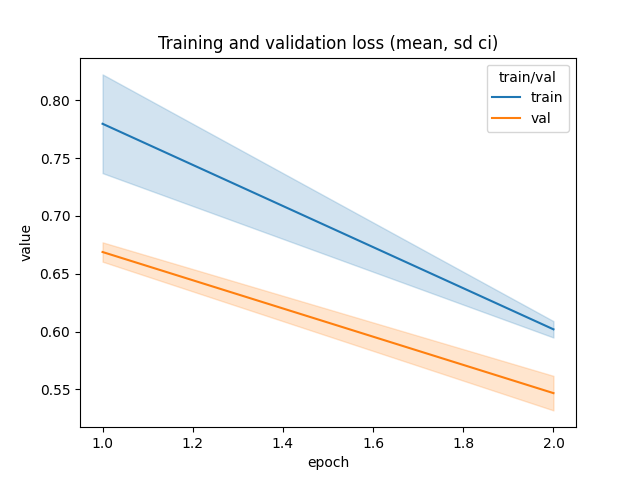 Training and validation loss (mean, sd ci)
train/val
train
val
value
0.80
0.75
0.70
0.65
0.60
0.55
1.0
1.2
1.4
1.6
1.8
2.0
epoch